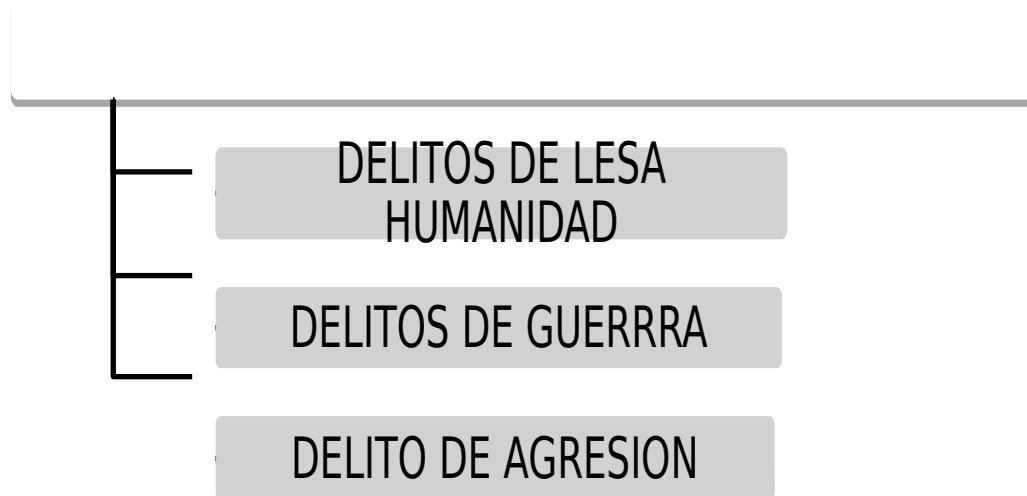 DELITOS DE LESA
HUMANIDAD
DELITOS DE GUERRRA
DELITO DE AGRESION